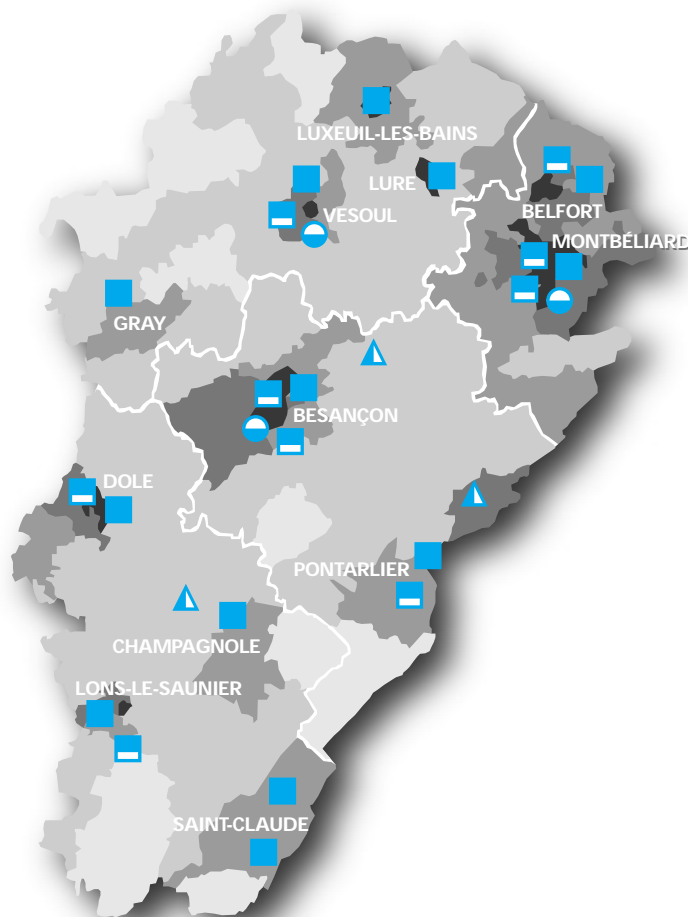 LUXEUIL-LES-BAINS
LURE
VESOUL
BELFORT
MONTBÉLIARD
GRAY
BESANÇON
DOLE
PONTARLIER
CHAMPAGNOLE
LONS-LE-SAUNIER
SAINT-CLAUDE